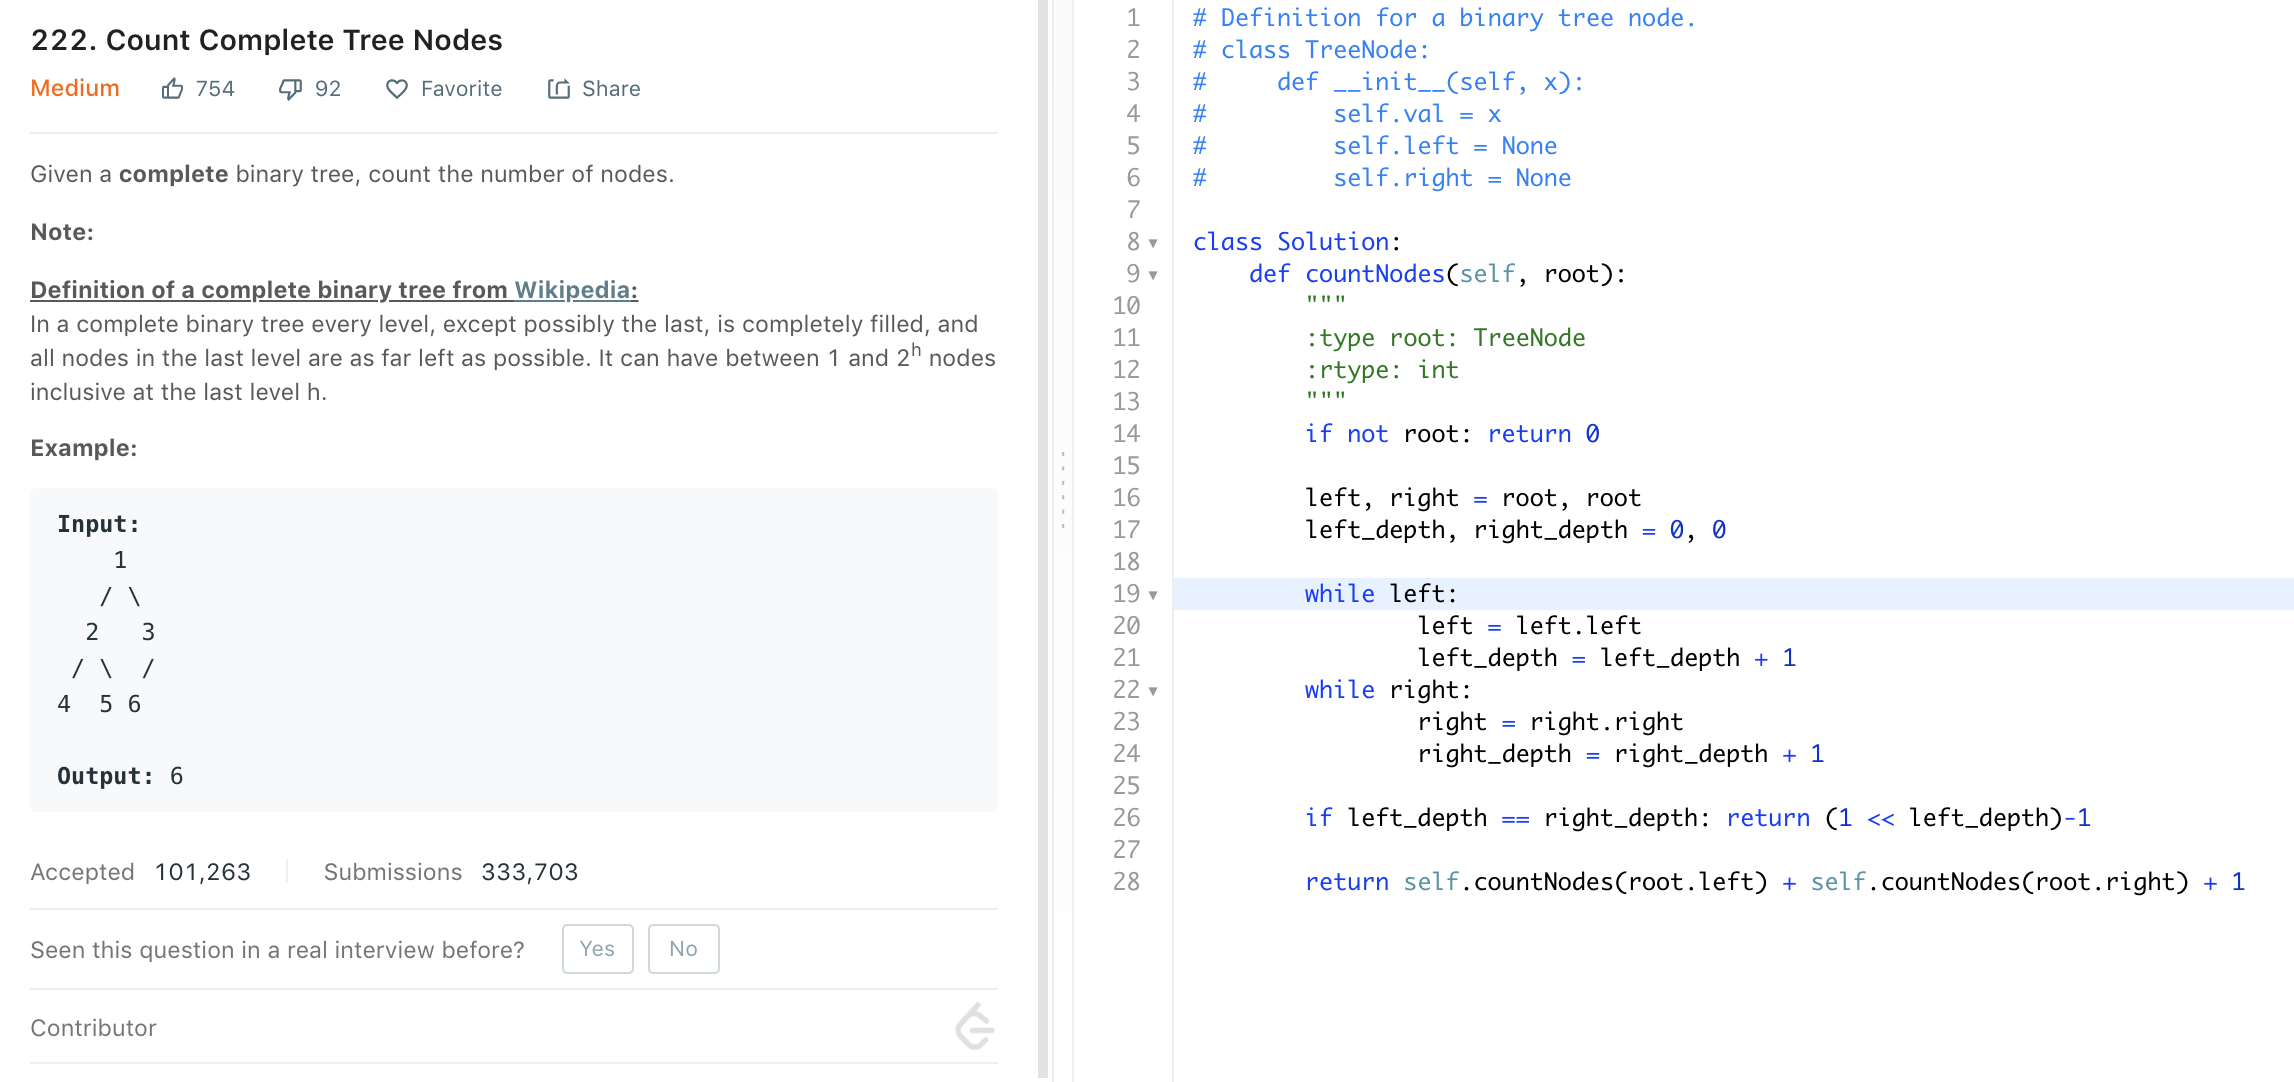 222. Count Complete Tree Nodes
Medium 754 92 Favorite Share
Given a complete binary tree, count the number of nodes.
Note:
Definition of a complete binary tree from Wikipedia:
In a complete binary tree every level, except possibly the last, is completely filled, and
all nodes in the last level are as far left as possible. It can have between 1 and 2^h nodes
inclusive at the last level h.
Example:
Input:
    1
   / \
  2   3
 / \  /
4  5 6
Output: 6
Accepted 101,263 Submissions 333,703
Seen this question in a real interview before? Yes No
Contributor
1 # Definition for a binary tree node.
2 # class TreeNode:
3 #     def __init__(self, x):
4 #         self.val = x
5 #         self.left = None
6 #         self.right = None
7
8 class Solution:
9     def countNodes(self, root):
10         """
11         :type root: TreeNode
12         :rtype: int
13         """
14         if not root: return 0
15
16         left, right = root, root
17         left_depth, right_depth = 0, 0
18
19         while left:
20                 left = left.left
21                 left_depth = left_depth + 1
22         while right:
23                 right = right.right
24                 right_depth = right_depth + 1
25
26         if left_depth == right_depth: return (1 << left_depth)-1
27
28         return self.countNodes(root.left) + self.countNodes(root.right) + 1